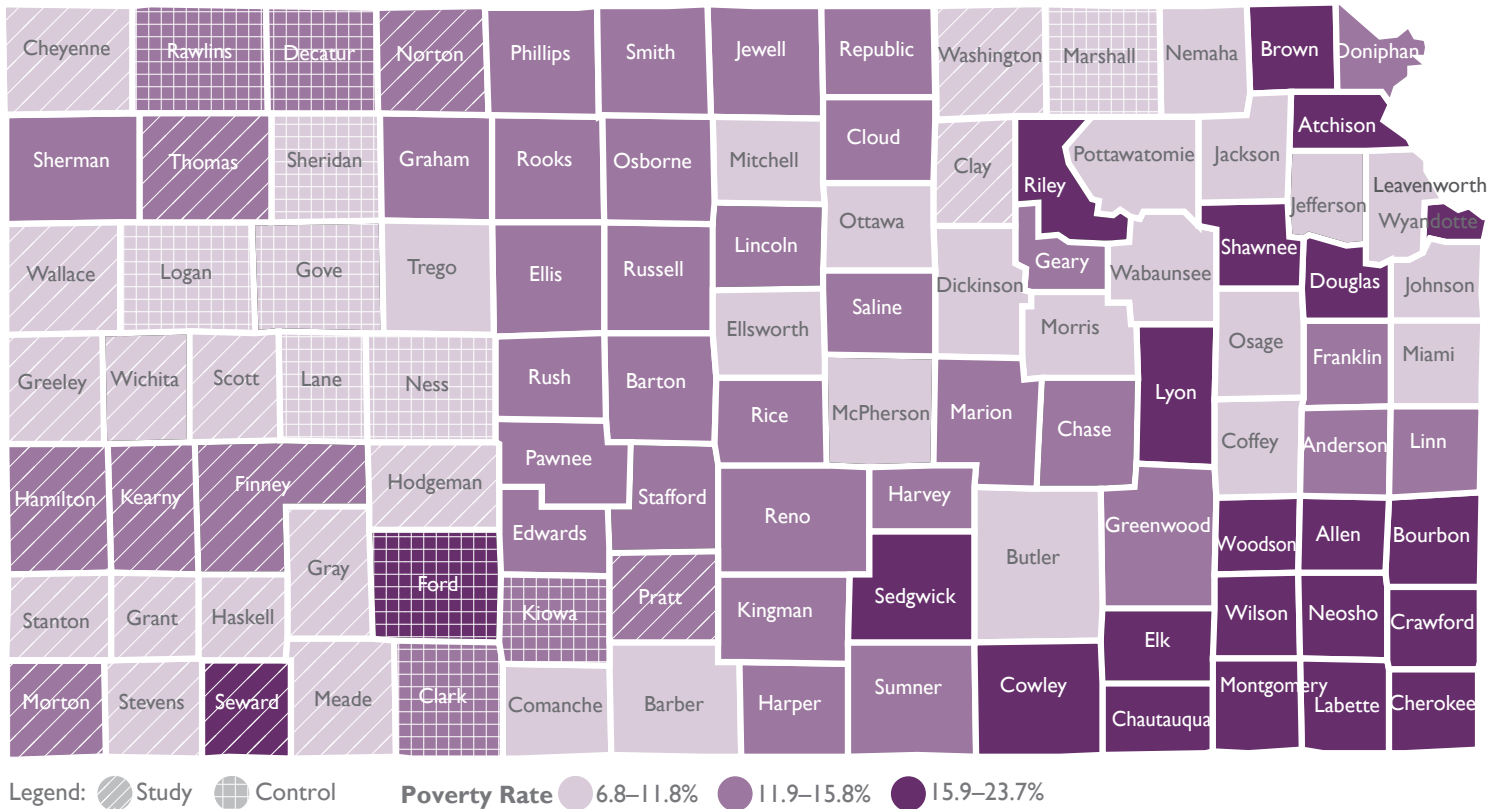 Cheyenne Rawlins Decatur Norton Phillips Smith Jewell Republic Washington Marshall Nemaha Brown Doniphan
Atchison
Sherman Thomas Sheridan Graham Rooks Osborne Mitchell Cloud Clay Riley Pottawatomie Jackson
Jefferson Leavenworth
Wyandotte
Wallace Logan Gove Trego Ellis Russell Lincoln Ottawa Dickinson Geary Wabaunsee Shawnee Douglas Johnson
Ellsworth Saline Morris Osage Franklin Miami
Greeley Wichita Scott Lane Ness Rush Barton Rice McPherson Marion Chase Lyon Coffey Anderson Linn
Hamilton Kearny Finney Hodgeman Pawnee Stafford Reno Harvey Butler Greenwood Woodson Allen Bourbon
Edwards
Stanton Grant Haskell Gray Ford Kiowa Pratt Kingman Sedgwick Elk Wilson Neosho Crawford
Morton Stevens Seward Meade Clark Comanche Barber Harper Sumner Cowley Chautauqua Montgomery Labette Cherokee
Legend: Study Control Poverty Rate 6.8–11.8% 11.9–15.8% 15.9–23.7%